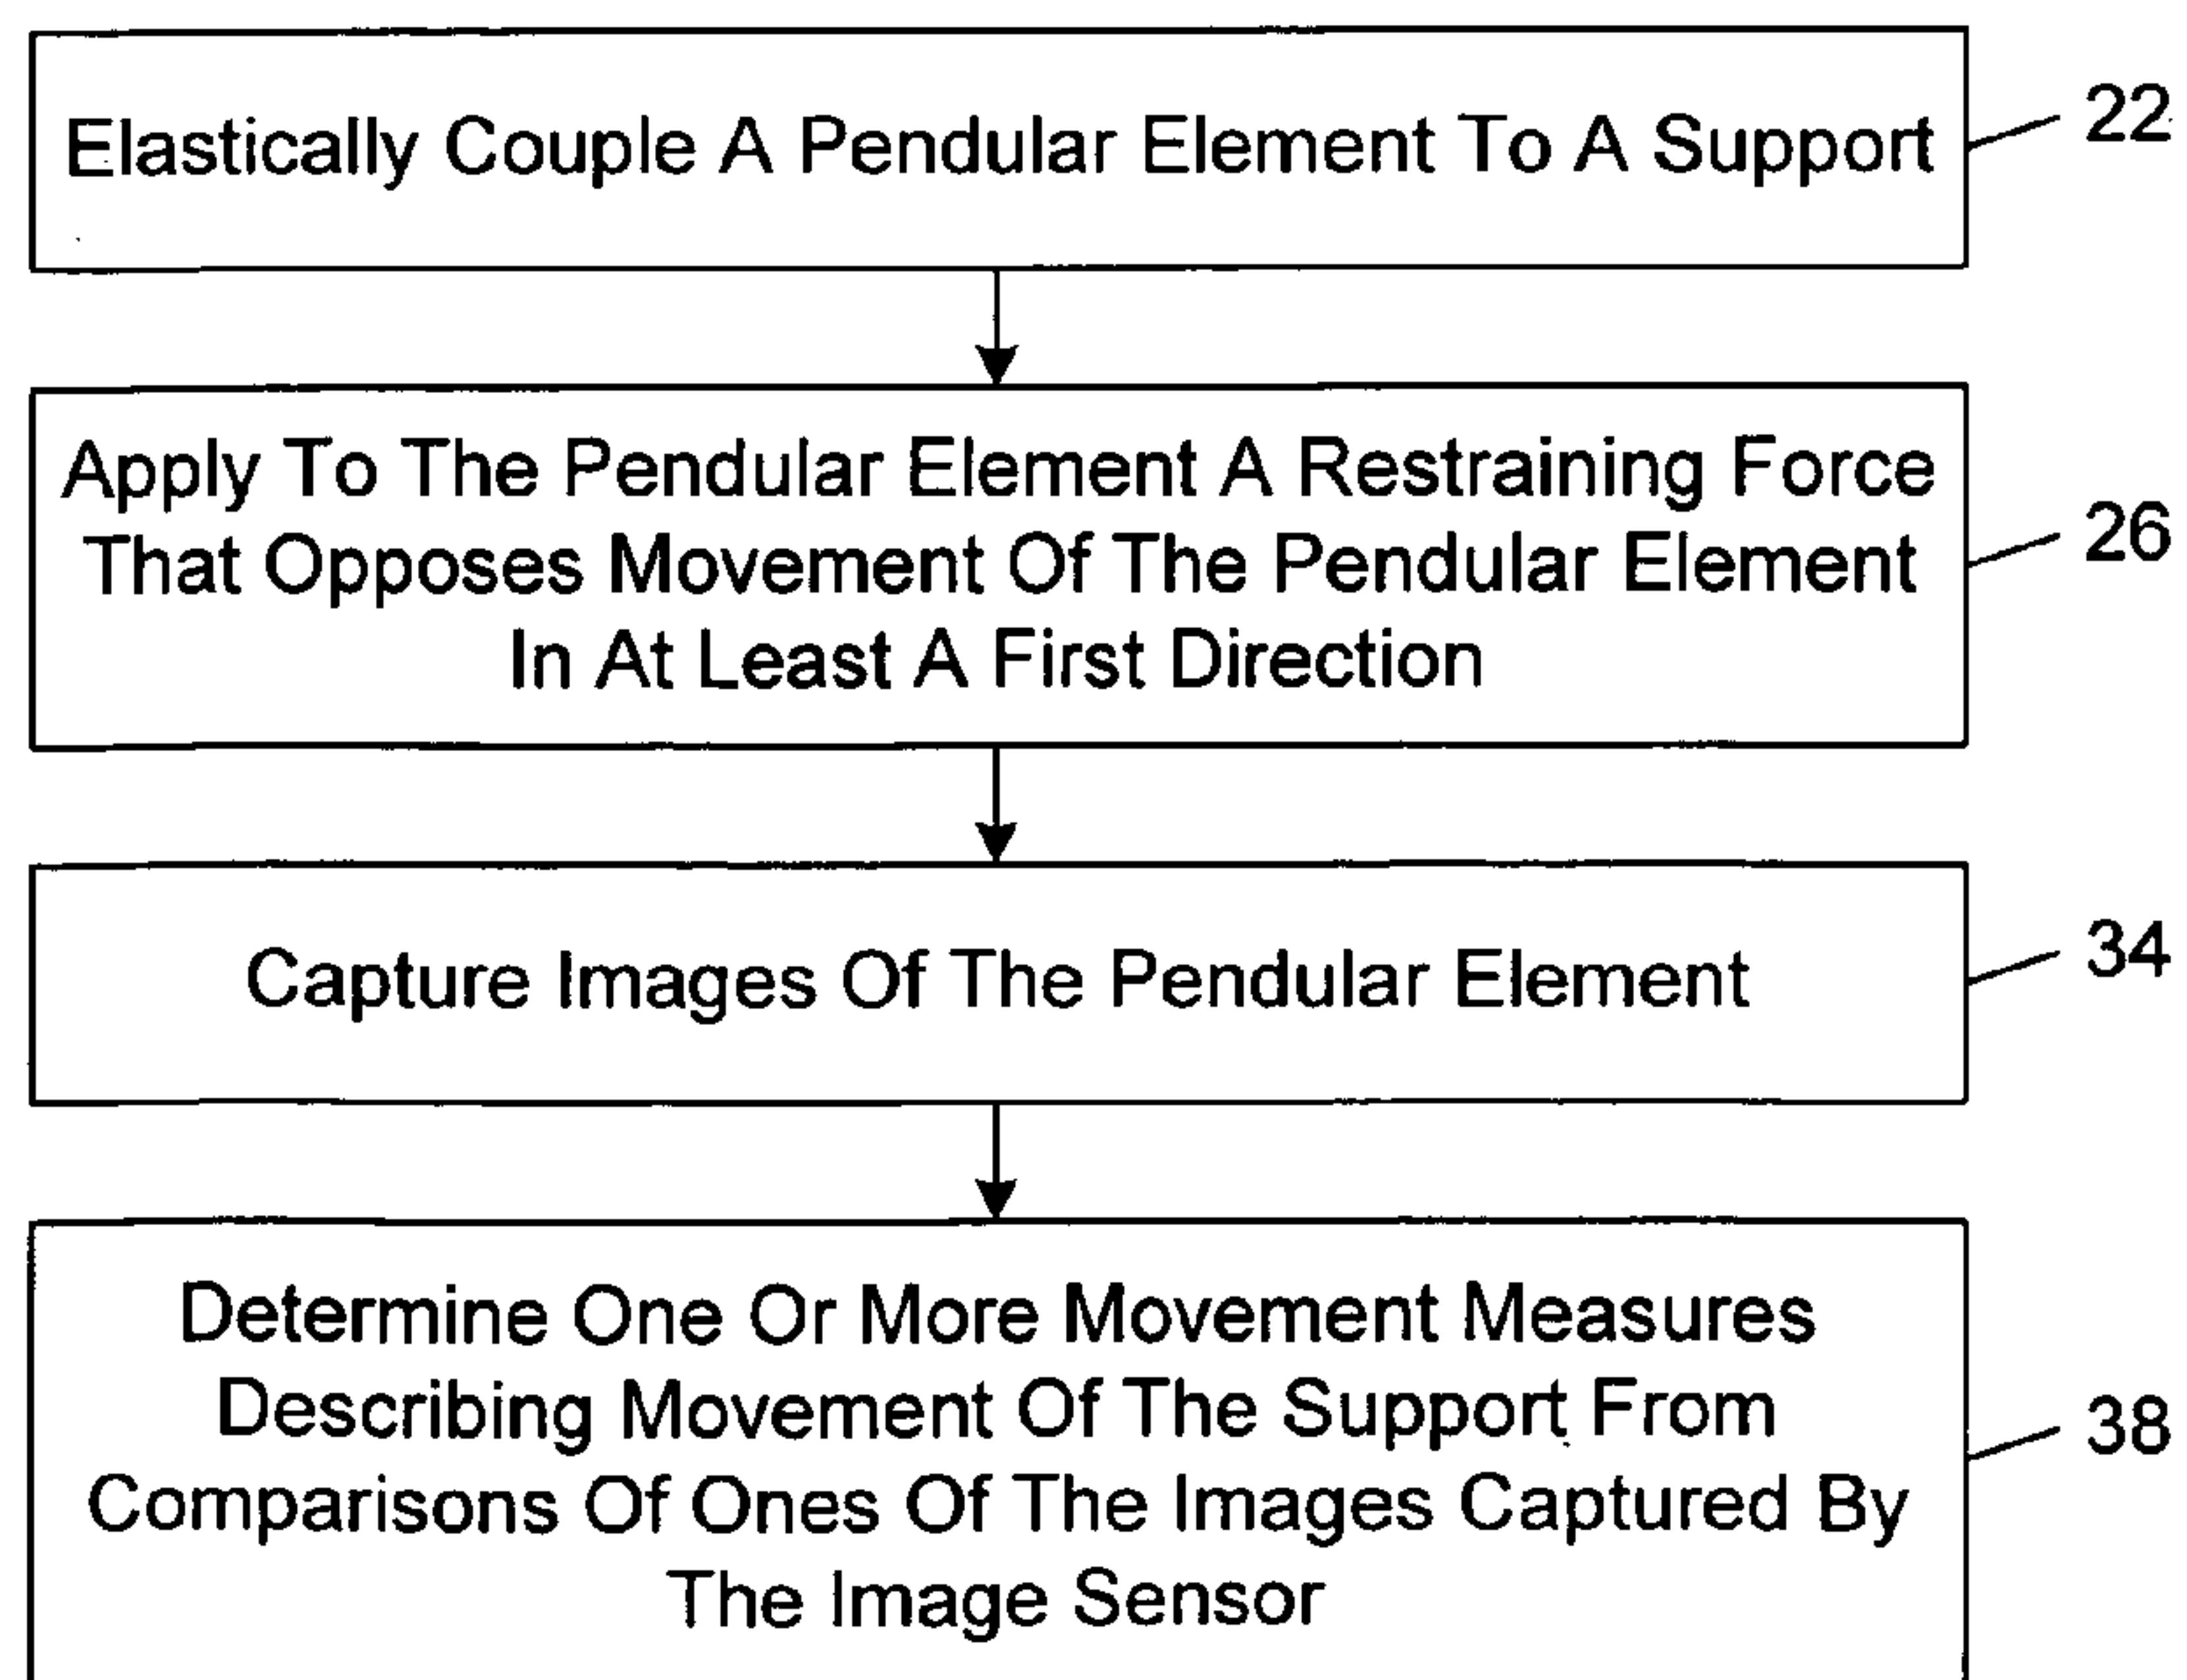 Elastically Couple A Pendular Element To A Support
22
Apply To The Pendular Element A Restraining Force
That Opposes Movement Of The Pendular Element
In At Least A First Direction
26
Capture Images Of The Pendular Element
34
Determine One Or More Movement Measures
Describing Movement Of The Support From
Comparisons Of Ones Of The Images Captured By
The Image Sensor
38